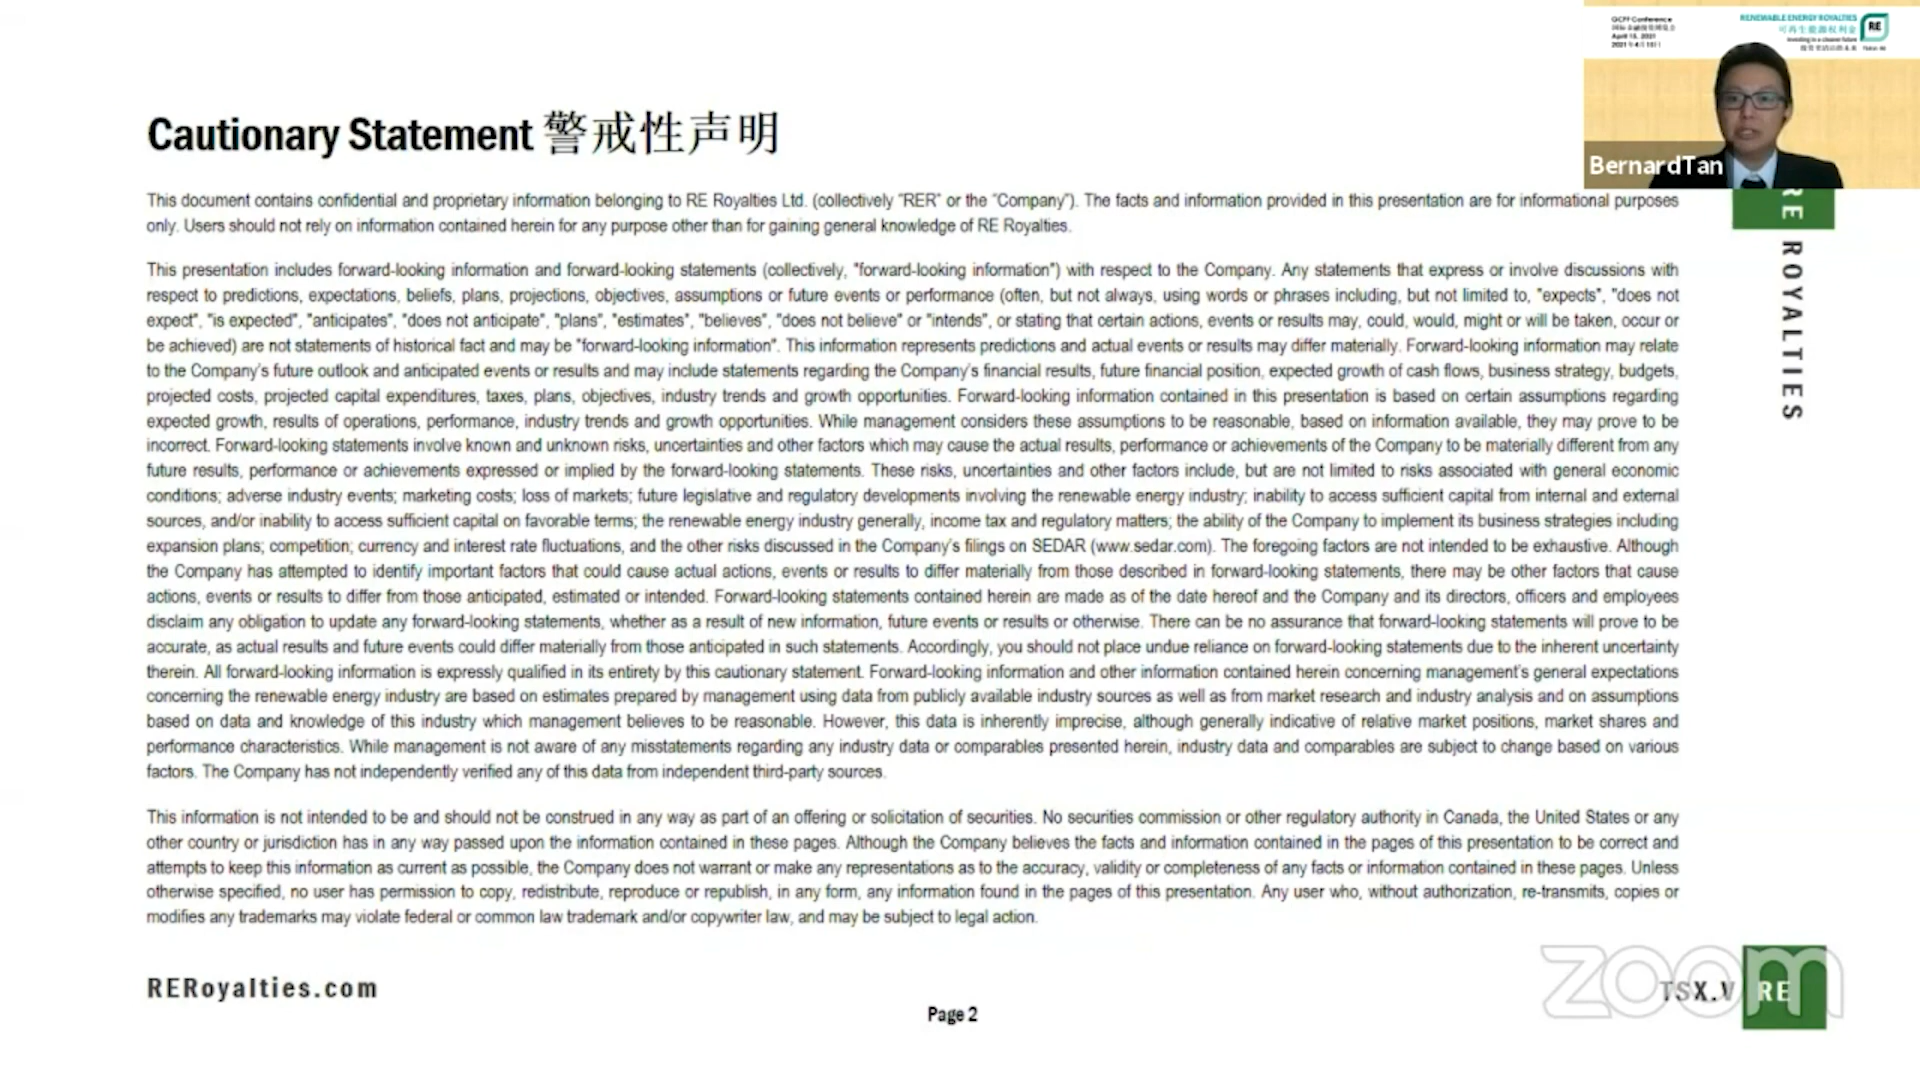 GCFF Conference
April 15, 2021
RENEWABLE ENERGY ROYALTIES
可再生能源权利金
Investing in a cleaner future
RE
BernardTan
Cautionary Statement 警戒性声明
This document contains confidential and proprietary information belonging to RE Royalties Ltd. (collectively “RER” or the “Company”). The facts and information provided in this presentation are for informational purposes
only. Users should not rely on information contained herein for any purpose other than for gaining general knowledge of RE Royalties.
This presentation includes forward-looking information and forward-looking statements (collectively, "forward-looking information") with respect to the Company. Any statements that express or involve discussions with
respect to predictions, expectations, beliefs, plans, projections, objectives, assumptions or future events or performance (often, but not always, using words or phrases including, but not limited to, "expects", "does not
expect", "is expected", "anticipates", "does not anticipate", "plans", "estimates", "believes", "does not believe" or "intends", or stating that certain actions, events or results may, could, would, might or will be taken, occur or
be achieved) are not statements of historical fact and may be "forward-looking information". This information represents predictions and actual events or results may differ materially. Forward-looking information may relate
to the Company’s future outlook and anticipated events or results and may include statements regarding the Company’s financial results, future financial position, expected growth of cash flows, business strategy, budgets,
projected costs, projected capital expenditures, taxes, plans, objectives, industry trends and growth opportunities. Forward-looking information contained in this presentation is based on certain assumptions regarding
expected growth, results of operations, performance, industry trends and growth opportunities. While management considers these assumptions to be reasonable, based on information available, they may prove to be
incorrect. Forward-looking statements involve known and unknown risks, uncertainties and other factors which may cause the actual results, performance or achievements of the Company to be materially different from any
future results, performance or achievements expressed or implied by the forward-looking statements. These risks, uncertainties and other factors include, but are not limited to risks associated with general economic
conditions; adverse industry events; marketing costs; loss of markets; future legislative and regulatory developments involving the renewable energy industry; inability to access sufficient capital from internal and external
sources, and/or inability to access sufficient capital on favorable terms; the renewable energy industry generally, income tax and regulatory matters; the ability of the Company to implement its business strategies including
expansion plans; competition; currency and interest rate fluctuations, and the other risks discussed in the Company’s filings on SEDAR (www.sedar.com). The foregoing factors are not intended to be exhaustive. Although
the Company has attempted to identify important factors that could cause actual actions, events or results to differ materially from those described in forward-looking statements, there may be other factors that cause
actions, events or results to differ from those anticipated, estimated or intended. Forward-looking statements contained herein are made as of the date hereof and the Company and its directors, officers and employees
disclaim any obligation to update any forward-looking statements, whether as a result of new information, future events or results or otherwise. There can be no assurance that forward-looking statements will prove to be
accurate, as actual results and future events could differ materially from those anticipated in such statements. Accordingly, you should not place undue reliance on forward-looking statements due to the inherent uncertainty
therein. All forward-looking information is expressly qualified in its entirety by this cautionary statement. Forward-looking information and other information contained herein concerning management’s general expectations
concerning the renewable energy industry are based on estimates prepared by management using data from publicly available industry sources as well as from market research and industry analysis and on assumptions
based on data and knowledge of this industry which management believes to be reasonable. However, this data is inherently imprecise, although generally indicative of relative market positions, market shares and
performance characteristics. While management is not aware of any misstatements regarding any industry data or comparables presented herein, industry data and comparables are subject to change based on various
factors. The Company has not independently verified any of this data from independent third-party sources.
This information is not intended to be and should not be construed in any way as part of an offering or solicitation of securities. No securities commission or other regulatory authority in Canada, the United States or any
other country or jurisdiction has in any way passed upon the information contained in these pages. Although the Company believes the facts and information contained in the pages of this presentation to be correct and
attempts to keep this information as current as possible, the Company does not warrant or make any representations as to the accuracy, validity or completeness of any facts or information contained in these pages. Unless
otherwise specified, no user has permission to copy, redistribute, reproduce or republish, in any form, any information found in the pages of this presentation. Any user who, without authorization, re-transmits, copies or
modifies any trademarks may violate federal or common law trademark and/or copywriter law, and may be subject to legal action.
RE ROYALTIES
RERoyalties.com
Page 2
TSX.V RE
zoom